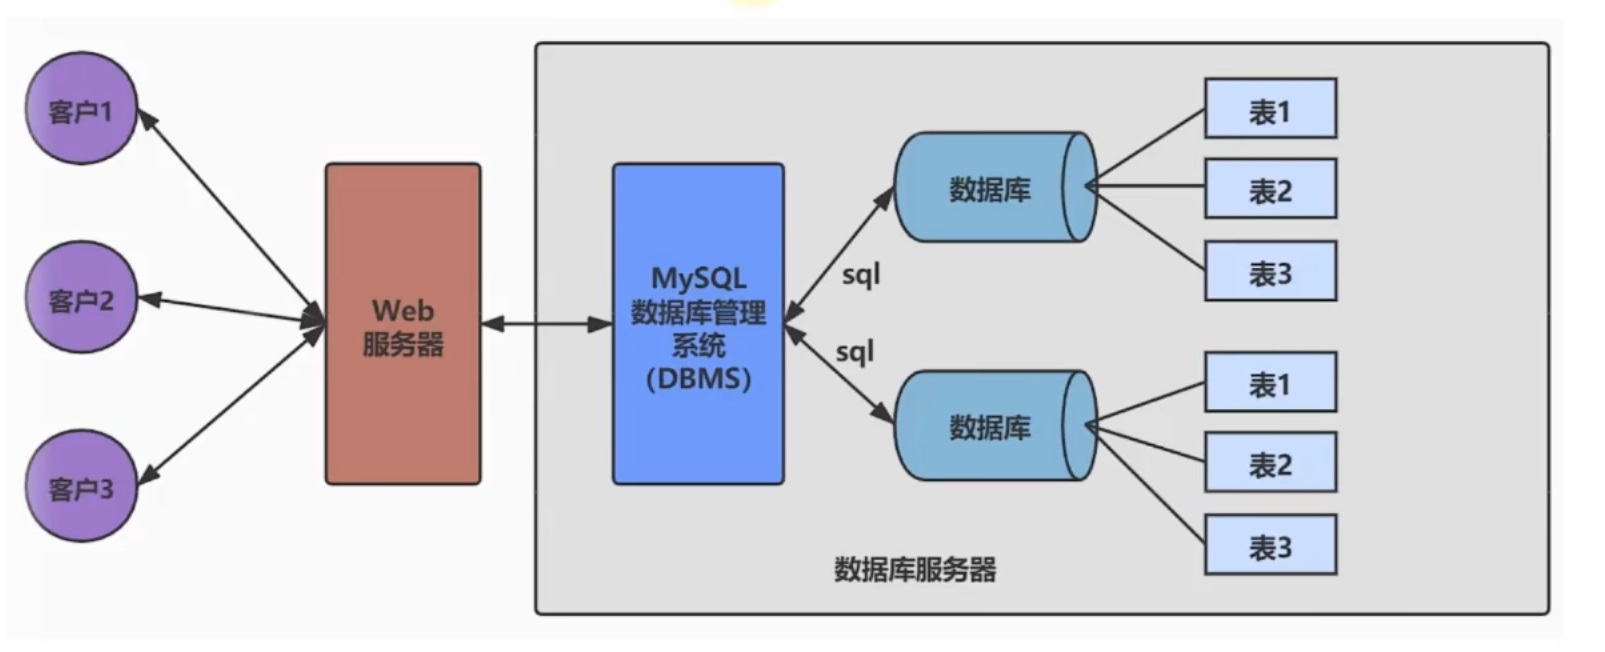 客户1
客户2
客户3
Web
服务器
MySQL
数据库管理
系统
（DBMS）
sql
sql
数据库
表1
表2
表3
数据库
表1
表2
表3
数据库服务器